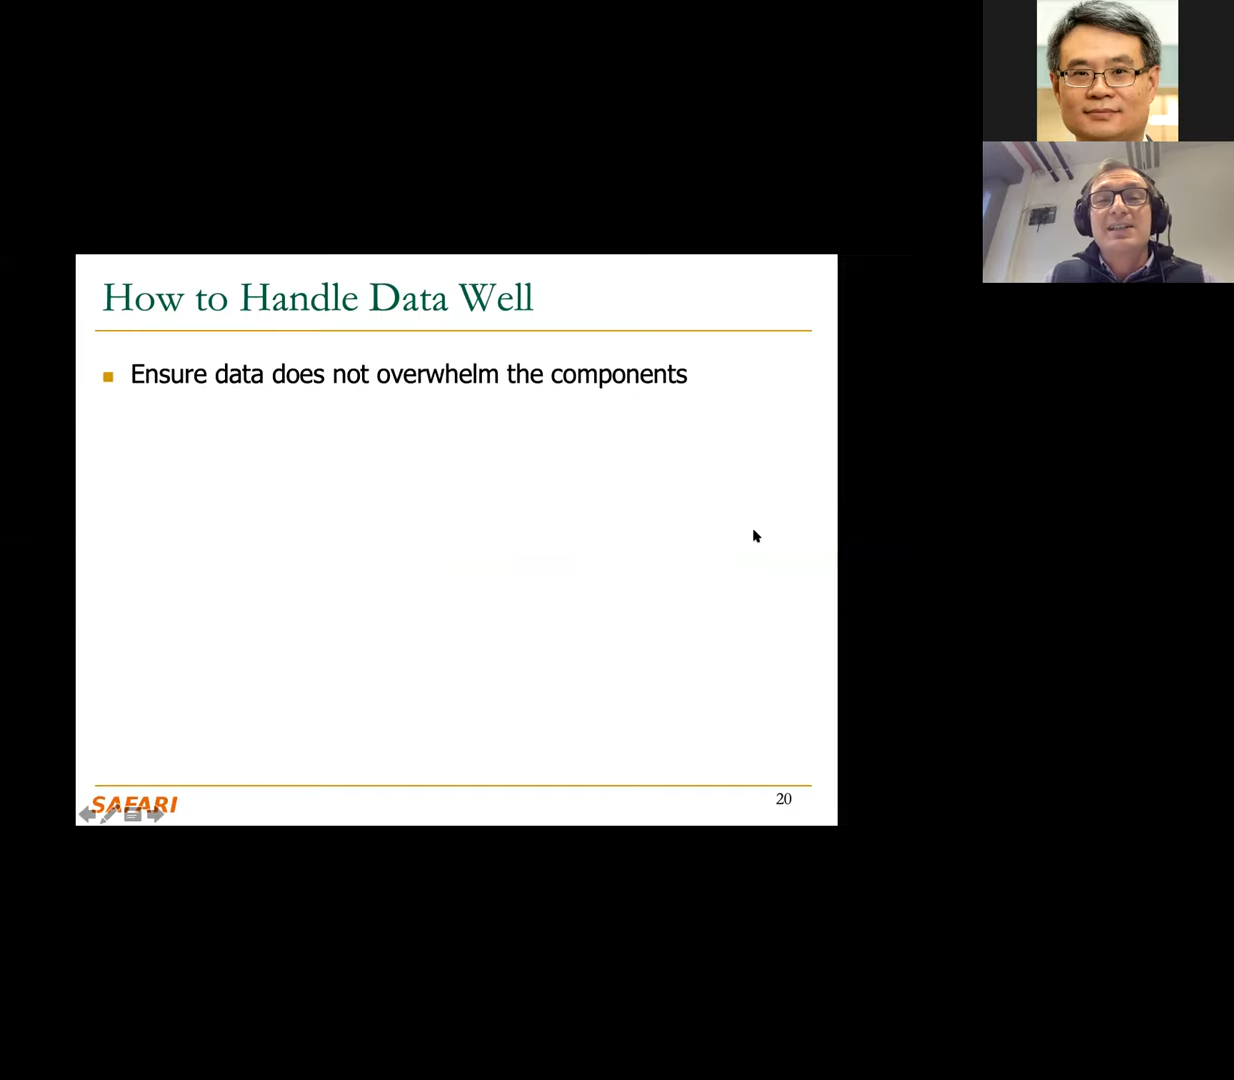 How to Handle Data Well
Ensure data does not overwhelm the components
SAFARI
20